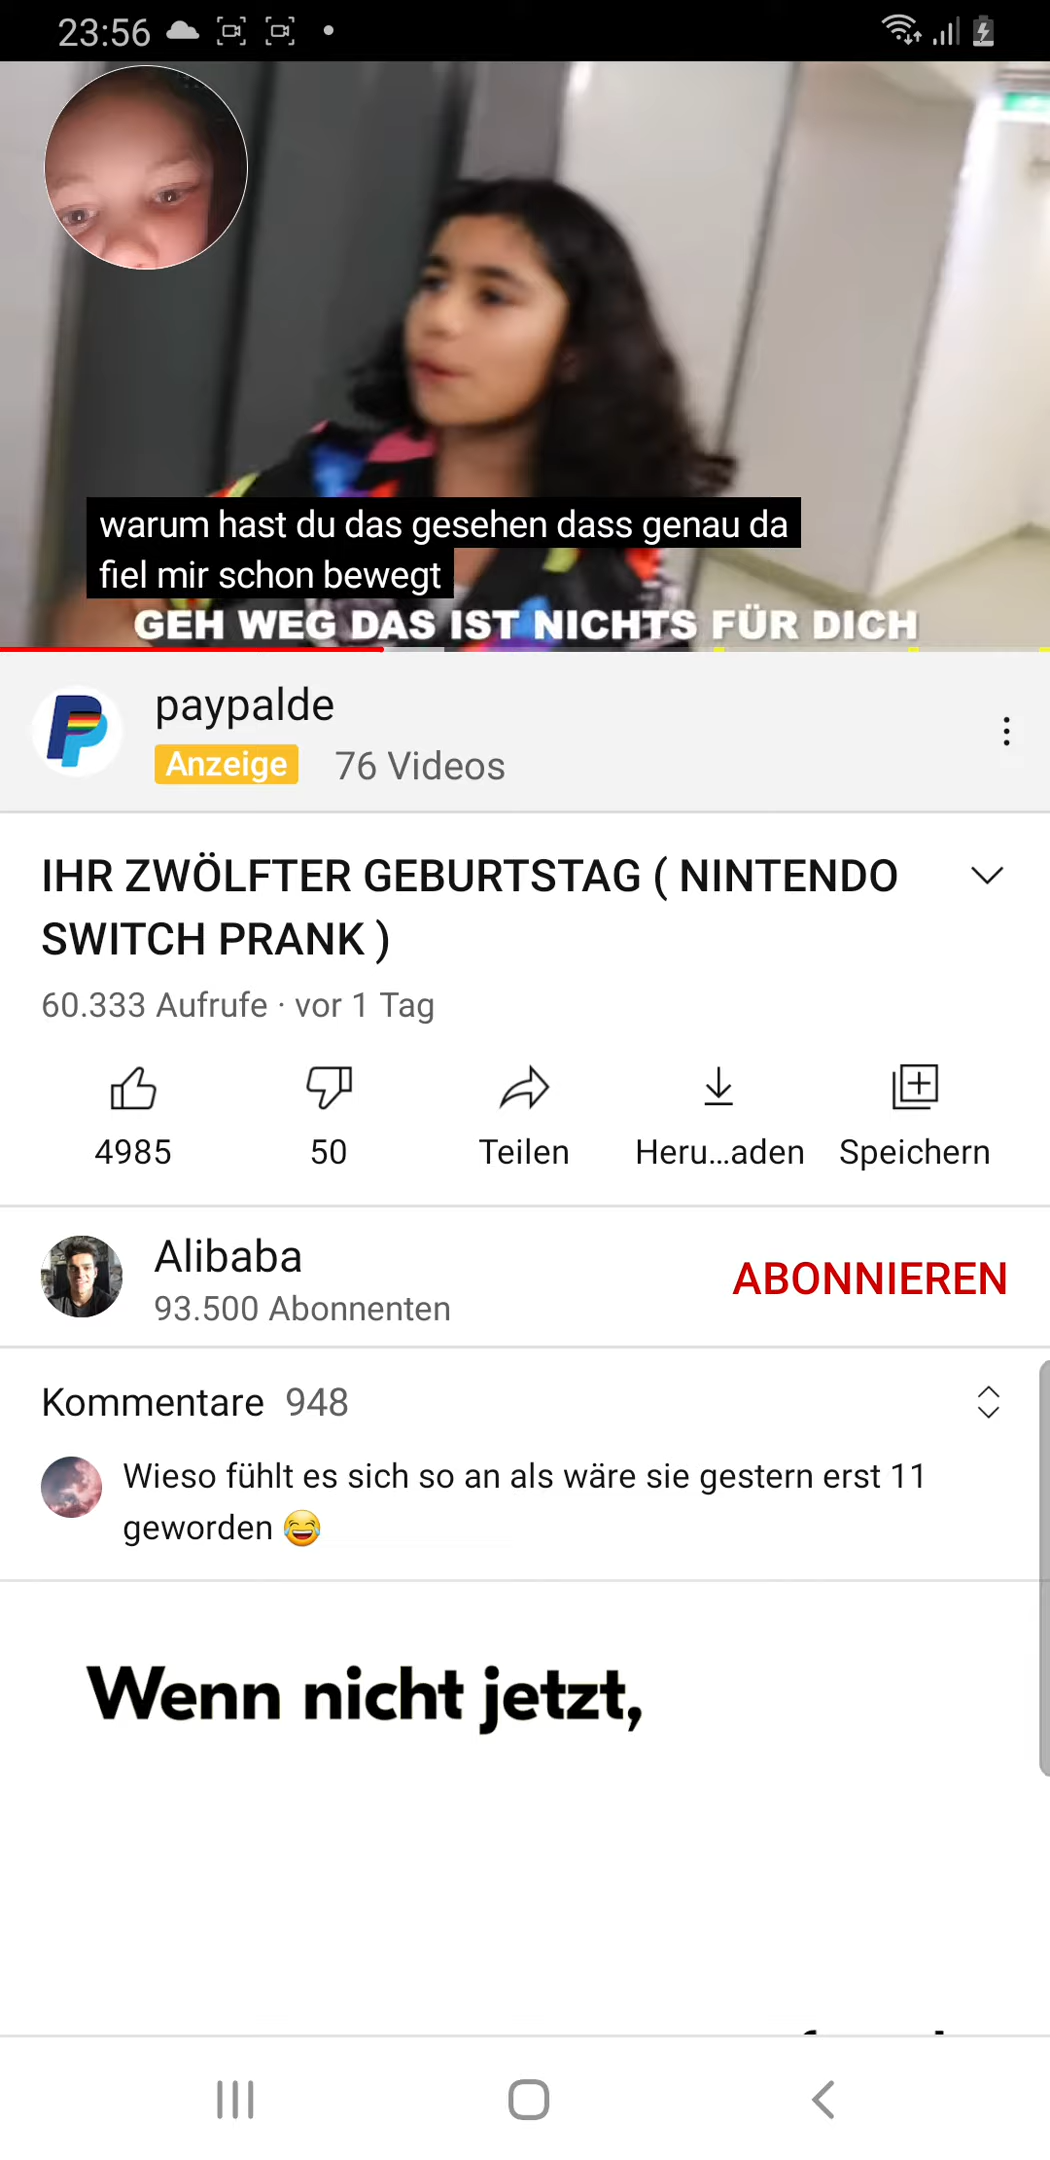 23:56
warum hast du das gesehen dass genau da
fiel mir schon bewegt
GEH WEG DAS IST NICHTS FÜR DICH
paypalde
Anzeige 76 Videos
IHR ZWÖLFTER GEBURTSTAG ( NINTENDO
SWITCH PRANK )
60.333 Aufrufe · vor 1 Tag
4985 50 Teilen Heru...aden Speichern
Alibaba
93.500 Abonnenten
ABONNIEREN
Kommentare 948
Wieso fühlt es sich so an als wäre sie gestern erst 11
geworden 😂
Wenn nicht jetzt,